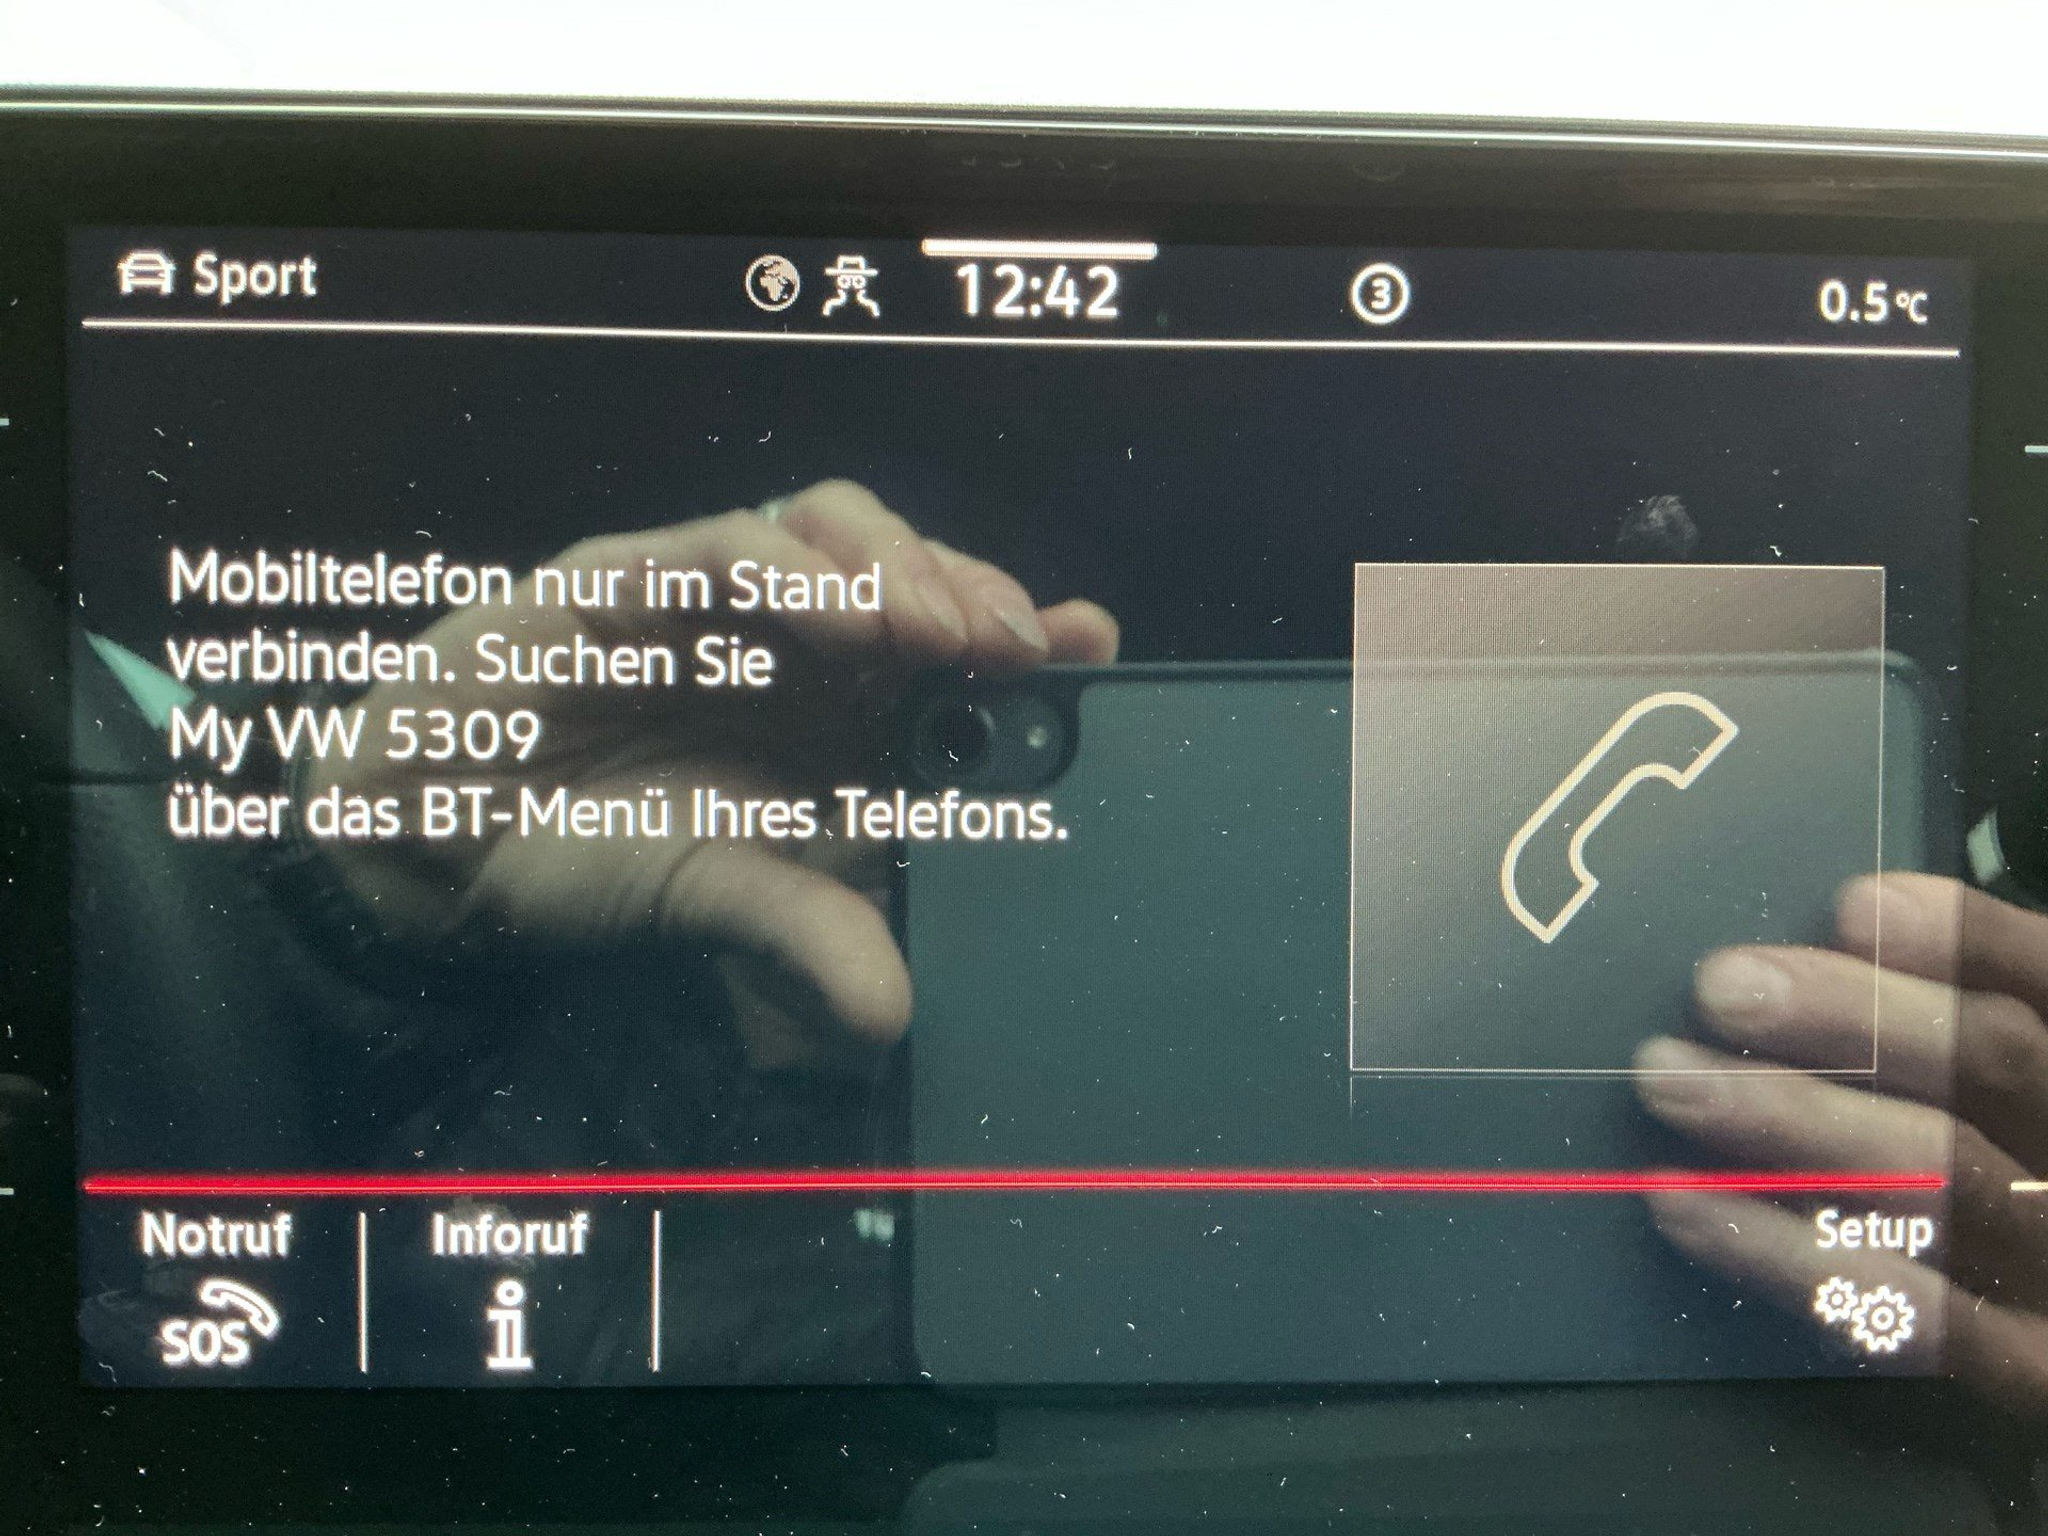 Sport
12:42
3
0.5°C
Mobiltelefon nur im Stand
verbinden. Suchen Sie
My VW 5309
über das BT-Menü Ihres Telefons.
Notruf
Inforuf
Setup
SOS
i